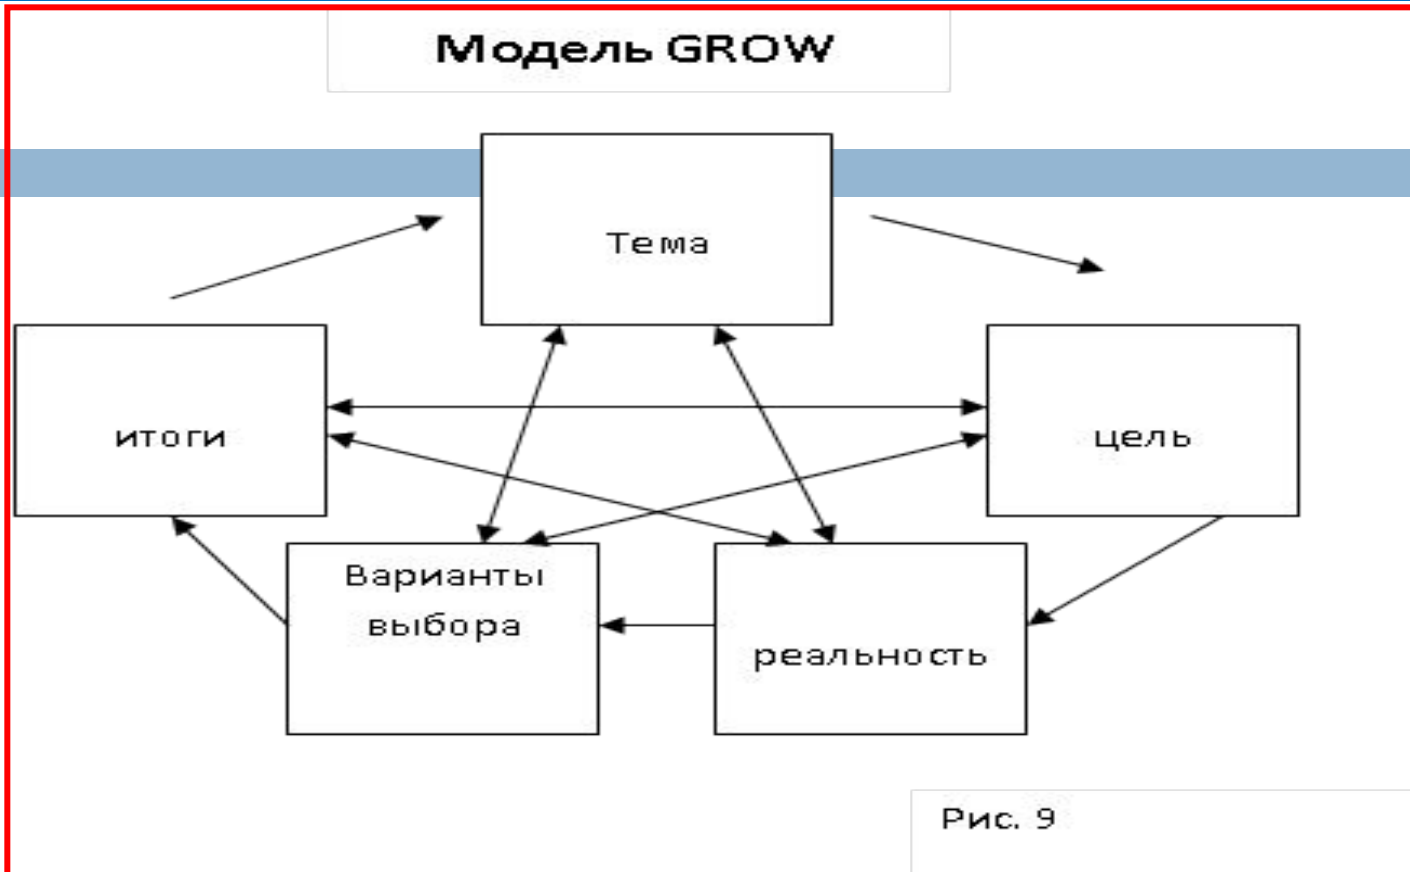 Модель GROW
Тема
итоги
цель
Варианты
выбора
реальность
Рис. 9